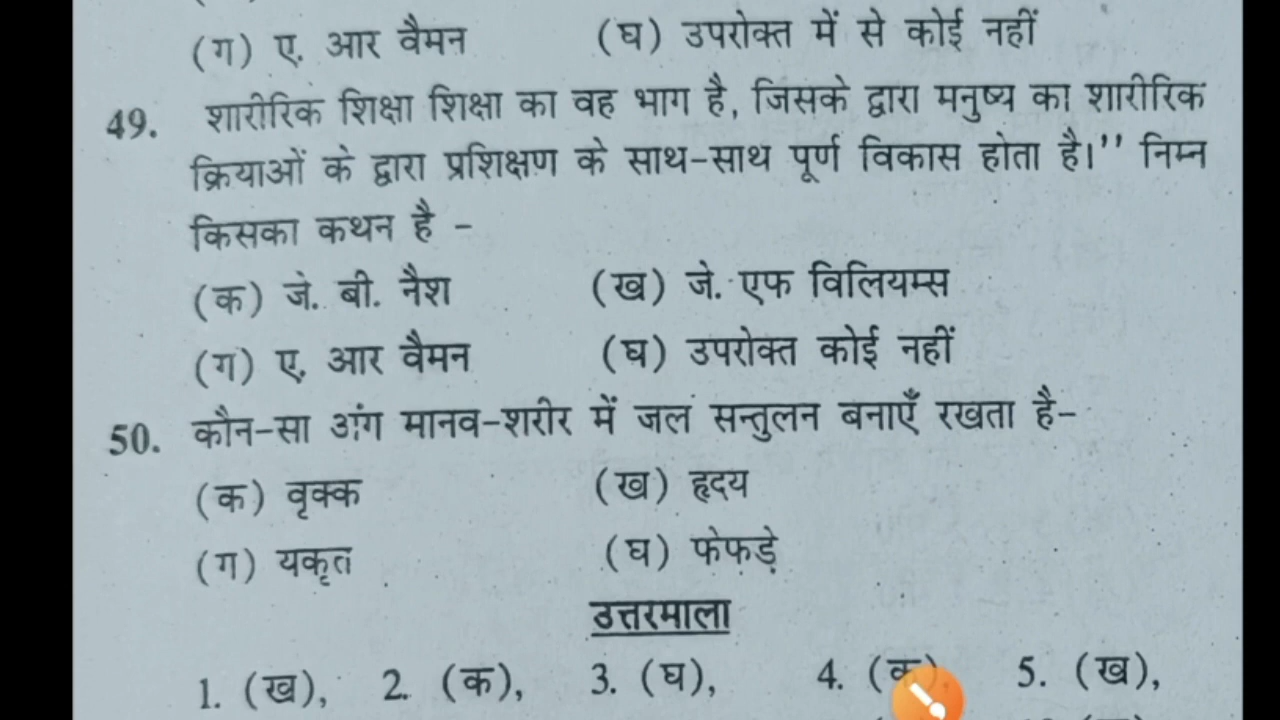 (ग) ए. आर वैमन (घ) उपरोक्त में से कोई नहीं
49. शारीरिक शिक्षा शिक्षा का वह भाग है, जिसके द्वारा मनुष्य का शारीरिक
क्रियाओं के द्वारा प्रशिक्षण के साथ-साथ पूर्ण विकास होता है।'' निम्न
किसका कथन है -
(क) जे. बी. नैश (ख) जे. एफ विलियम्स
(ग) ए. आर वैमन (घ) उपरोक्त कोई नहीं
50. कौन-सा अंग मानव-शरीर में जल सन्तुलन बनाएँ रखता है-
(क) वृक्क (ख) हृदय
(ग) यकृत (घ) फेफड़े
उत्तरमाला
1. (ख), 2. (क), 3. (घ), 4. (क) 5. (ख),